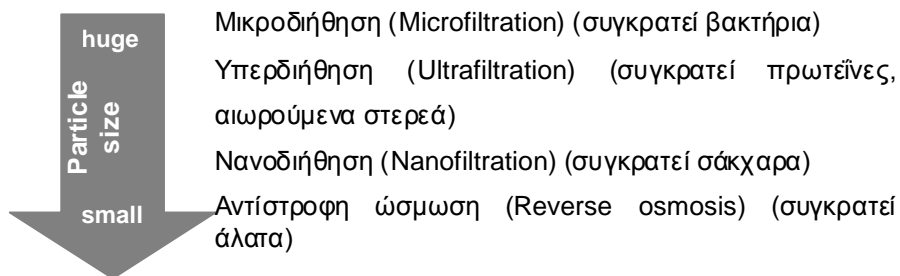 huge
Particle
size
small
Μικροδιήθηση (Microfiltration) (συγκρατεί βακτήρια)
Υπερδιήθηση (Ultrafiltration) (συγκρατεί πρωτεΐνες,
αιωρούμενα στερεά)
Νανοδιήθηση (Nanofiltration) (συγκρατεί σάκχαρα)
Αντίστροφη ώσμωση (Reverse osmosis) (συγκρατεί
άλατα)